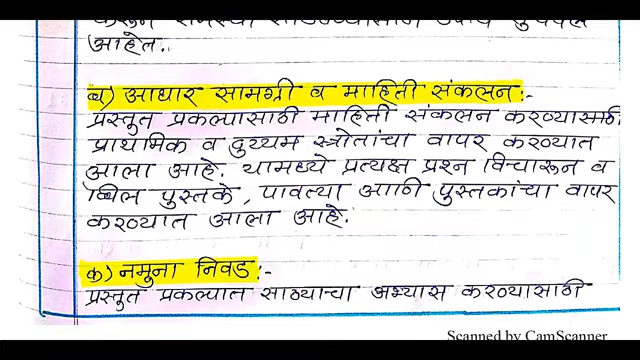 आहेत.
ब) आधार सामग्री व माहिती संकलन:-
प्रस्तुत प्रकल्पासाठी माहिती संकलन करण्यासाठी
प्राथमिक व दुय्यम स्त्रोतांचा वापर करण्यात
आला आहे. यामध्ये प्रत्यक्ष प्रश्न विचारून व
बिल पुस्तके, पावत्या आणि पुस्तकांचा वापर
करण्यात आला आहे.
क) नमुना निवड:-
प्रस्तुत प्रकल्पात साठ्याचा अभ्यास करण्यासाठी
Scanned by CamScanner